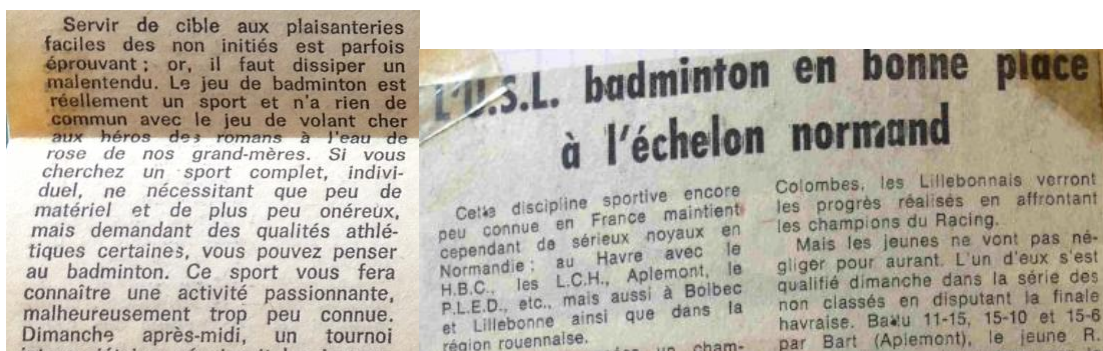 Servir de cible aux plaisanteries
faciles des non initiés est parfois
éprouvant ; or, il faut dissiper un
malentendu. Le jeu de badminton est
réellement un sport et n'a rien de
commun avec le jeu de volant cher
aux héros des romans à l'eau de
rose de nos grand-mères. Si vous
cherchez un sport complet, indivi-
duel, ne nécessitant que peu de
matériel et de plus peu onéreux,
mais demandant des qualités athlé-
tiques certaines, vous pouvez penser
au badminton. Ce sport vous fera
connaître une activité passionnante,
malheureusement trop peu connue.
Dimanche après-midi, un tournoi
L'U.S.L. badminton en bonne place
à l'échelon normand
Cette discipline sportive encore
peu connue en France maintient
cependant de sérieux noyaux en
Normandie : au Havre avec le
H.B.C., les L.C.H., Aplemont, le
P.L.E.D., etc., mais aussi à Bolbec
et Lillebonne ainsi que dans la
région rouennaise.
un cham-
Colombes, les Lillebonnais verront
les progrès réalisés en affrontant
les champions du Racing.
Mais les jeunes ne vont pas né-
gliger pour aurant. L'un d'eux s'est
qualifié dimanche dans la série des
non classés en disputant la finale
havraise. Battu 11-15, 15-10 et 15-6
par Bart (Aplemont), le jeune R.